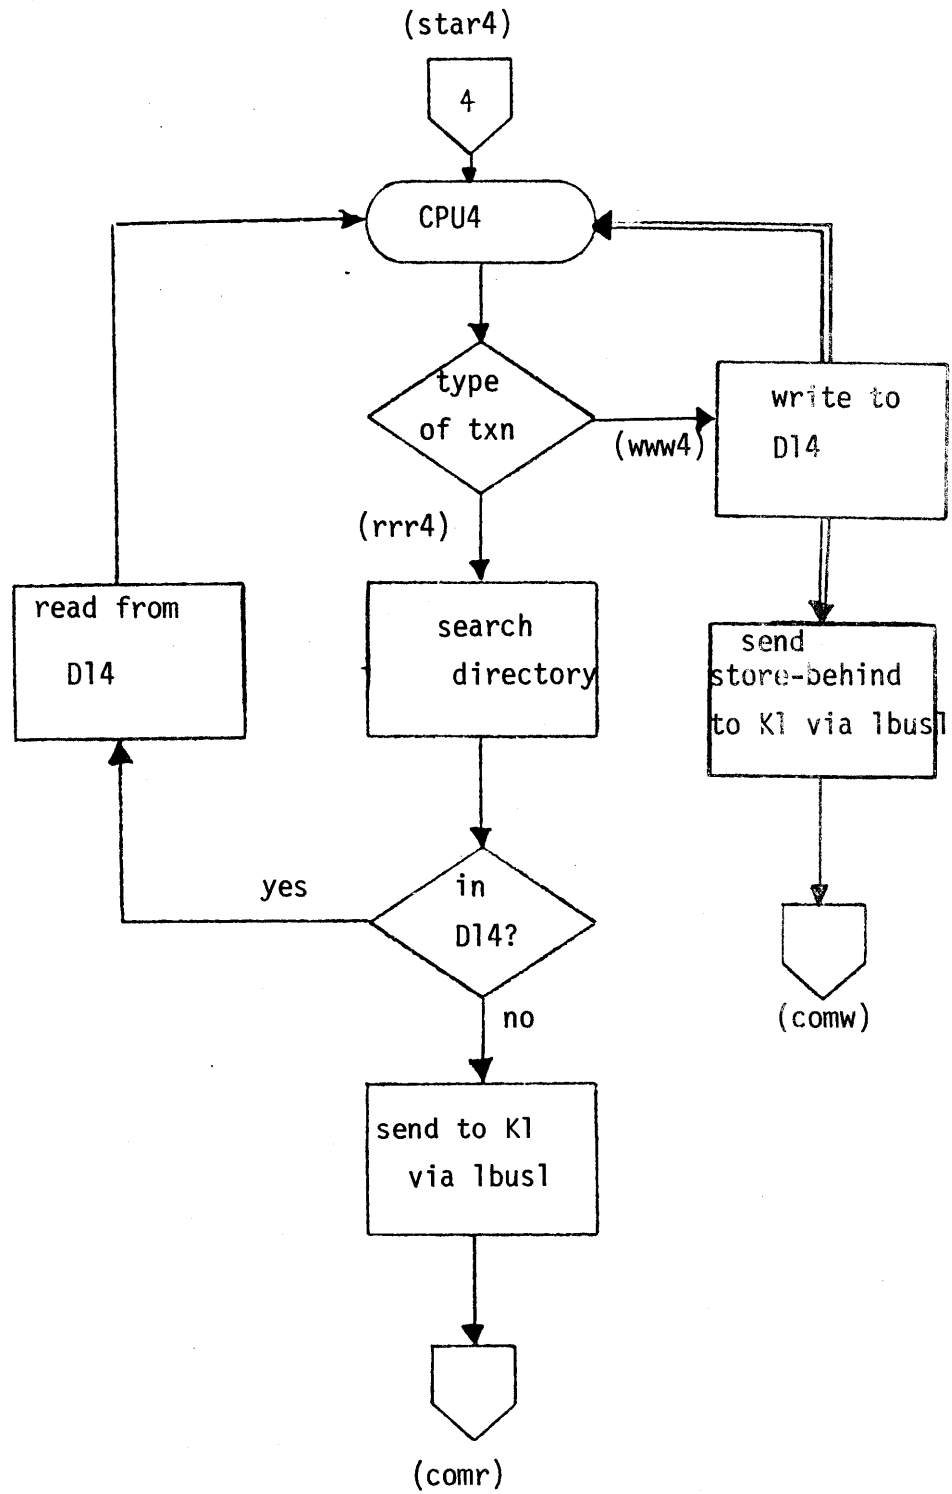 (star4)
4
CPU4
type
of txn
(www4)
write to
D14
(rrr4)
read from
D14
search
directory
send
store-behind
to K1 via lbus1
yes
in
D14?
no
(comw)
send to K1
via lbus1
(comr)